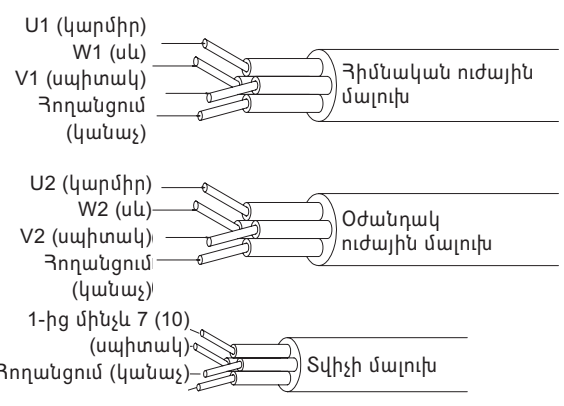 U1 (կարմիր)
W1 (սև)
V1 (սպիտակ)
Հողանցում
(կանաչ)
Հիմնական ուժային
մալուխ
U2 (կարմիր)
W2 (սև)
V2 (սպիտակ)
Հողանցում
(կանաչ)
Օժանդակ
ուժային մալուխ
1-ից մինչև 7 (10)
(սպիտակ)
Հողանցում (կանաչ)
Տվիչի մալուխ